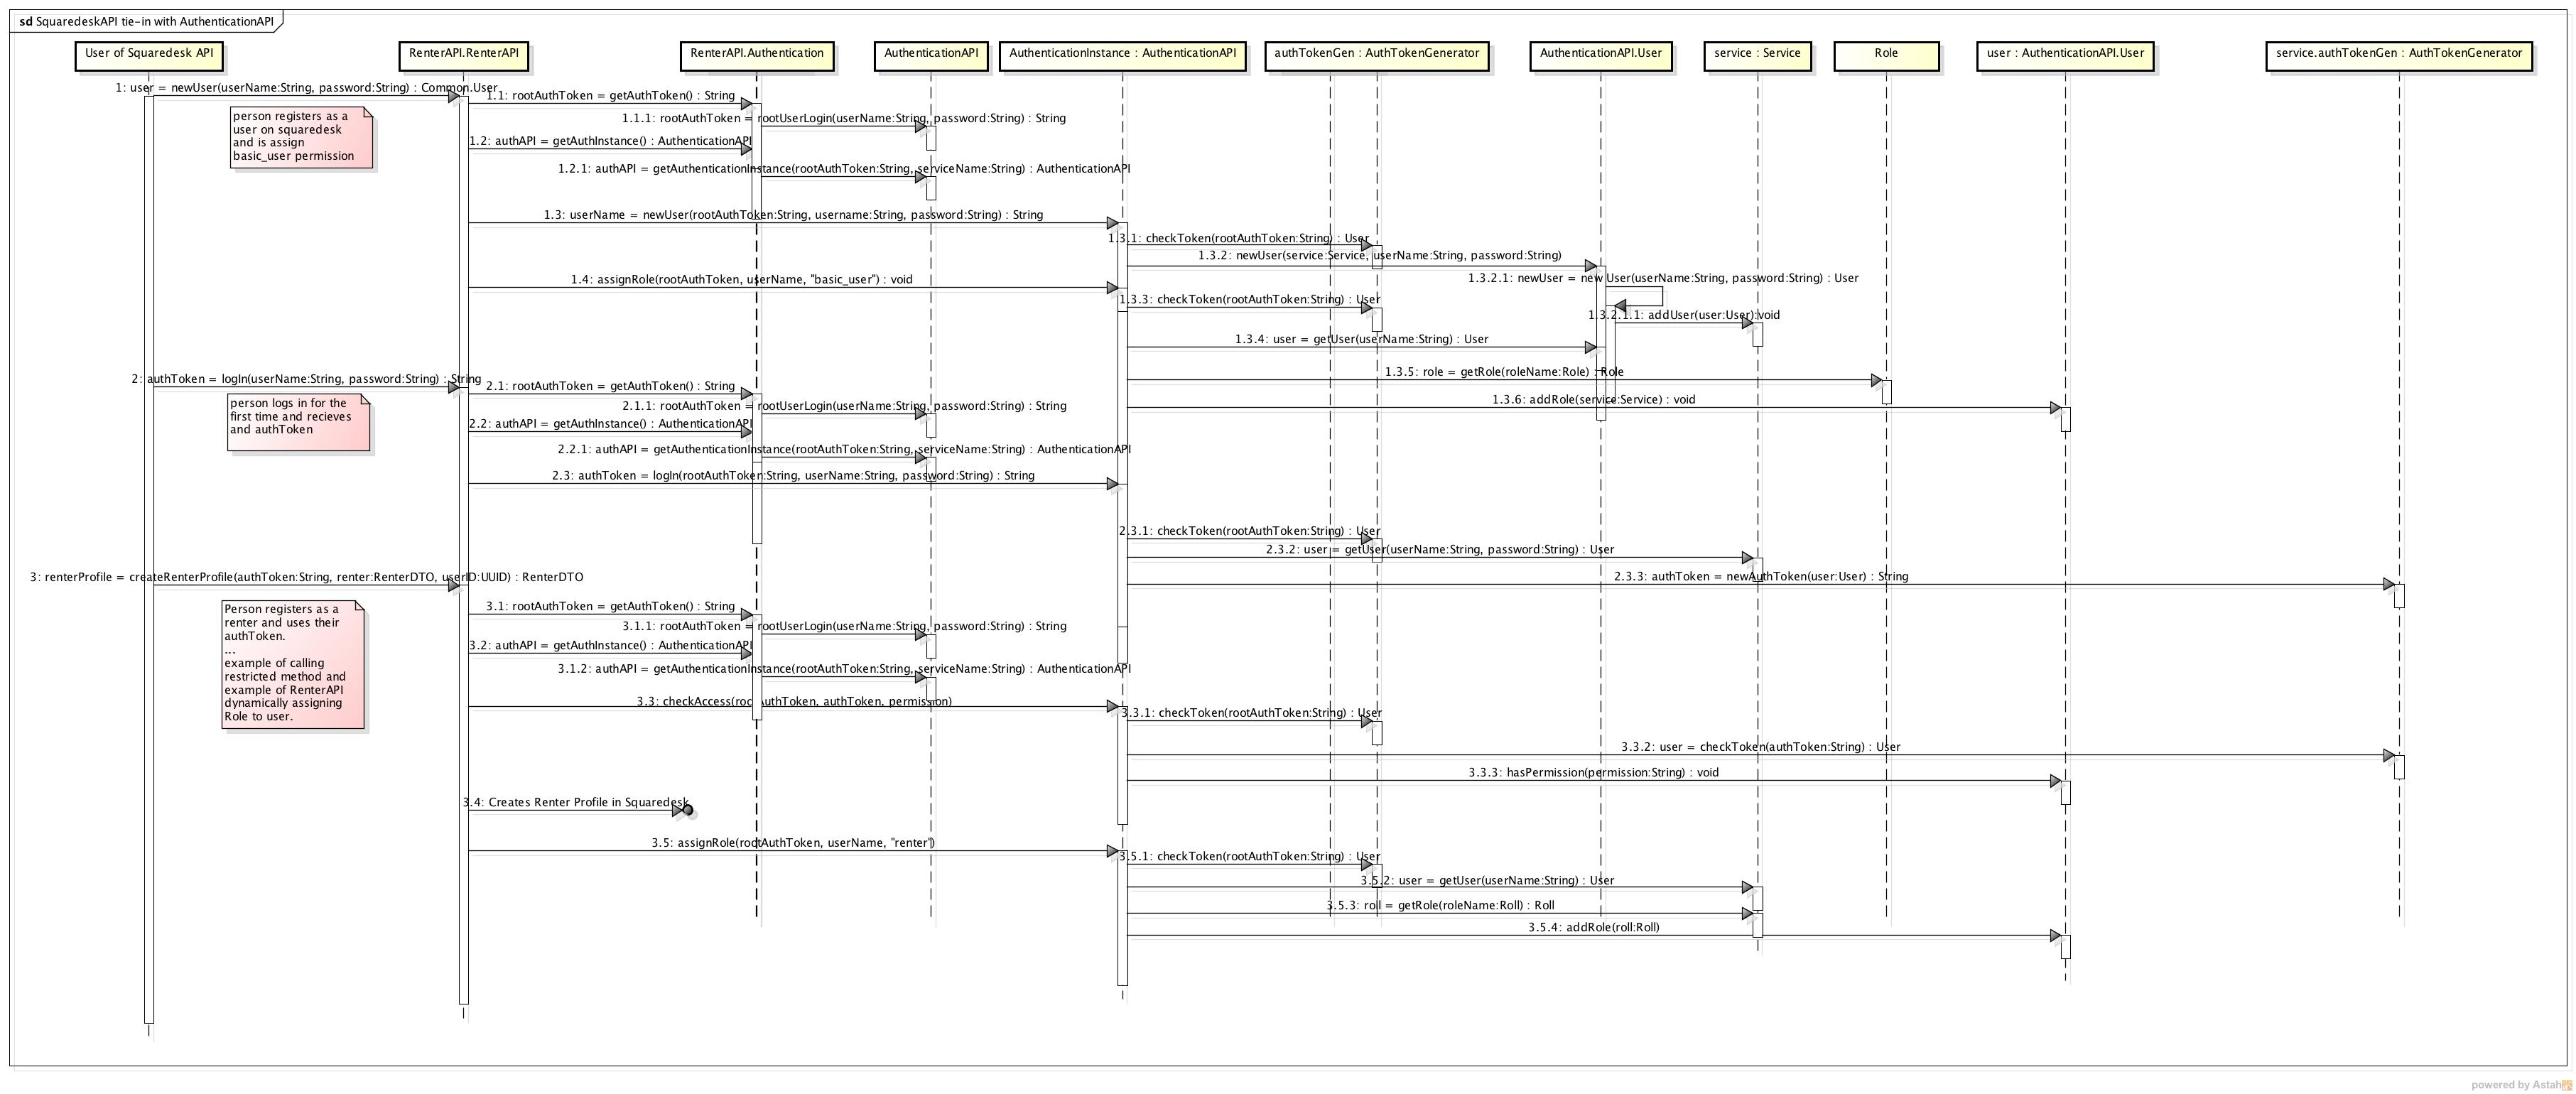 sd SquaredeskAPI tie-in with AuthenticationAPI
User of Squaredesk API
RenterAPI.RenterAPI
RenterAPI.Authentication
AuthenticationAPI
AuthenticationInstance : AuthenticationAPI
authTokenGen : AuthTokenGenerator
AuthenticationAPI.User
service : Service
Role
user : AuthenticationAPI.User
service.authTokenGen : AuthTokenGenerator
1: user = newUser(userName:String, password:String) : Common.User
person registers as a
user on squaredesk
and is assign
basic_user permission
1.1: rootAuthToken = getAuthToken() : String
1.1.1: rootAuthToken = rootUserLogin(userName:String, password:String) : String
1.2: authAPI = getAuthInstance() : AuthenticationAPI
1.2.1: authAPI = getAuthenticationInstance(rootAuthToken:String, serviceName:String) : AuthenticationAPI
1.3: userName = newUser(rootAuthToken:String, username:String, password:String) : String
1.3.1: checkToken(rootAuthToken:String) : User
1.3.2: newUser(service:Service, userName:String, password:String)
1.3.2.1: newUser = new User(userName:String, password:String) : User
1.4: assignRole(rootAuthToken, userName, "basic_user") : void
1.3.3: checkToken(rootAuthToken:String) : User
1.3.2.1.1: addUser(user:User):void
1.3.4: user = getUser(userName:String) : User
1.3.5: role = getRole(roleName:Role) : Role
1.3.6: addRole(service:Service) : void
2: authToken = logIn(userName:String, password:String) : String
person logs in for the
first time and recieves
and authToken
2.1: rootAuthToken = getAuthToken() : String
2.1.1: rootAuthToken = rootUserLogin(userName:String, password:String) : String
2.2: authAPI = getAuthInstance() : AuthenticationAPI
2.2.1: authAPI = getAuthenticationInstance(rootAuthToken:String, serviceName:String) : AuthenticationAPI
2.3: authToken = logIn(rootAuthToken:String, userName:String, password:String) : String
2.3.1: checkToken(rootAuthToken:String) : User
2.3.2: user = getUser(userName:String, password:String) : User
2.3.3: authToken = newAuthToken(user:User) : String
3: renterProfile = createRenterProfile(authToken:String, renter:RenterDTO, userID:UUID) : RenterDTO
Person registers as a
renter and uses their
authToken.
...
example of calling
restricted method and
example of RenterAPI
dynamically assigning
Role to user.
3.1: rootAuthToken = getAuthToken() : String
3.1.1: rootAuthToken = rootUserLogin(userName:String, password:String) : String
3.2: authAPI = getAuthInstance() : AuthenticationAPI
3.1.2: authAPI = getAuthenticationInstance(rootAuthToken:String, serviceName:String) : AuthenticationAPI
3.3: checkAccess(rootAuthToken, authToken, permission)
3.3.1: checkToken(rootAuthToken:String) : User
3.3.2: user = checkToken(authToken:String) : User
3.3.3: hasPermission(permission:String) : void
3.4: Creates Renter Profile in Squaredesk
3.5: assignRole(rootAuthToken, userName, "renter")
3.5.1: checkToken(rootAuthToken:String) : User
3.5.2: user = getUser(userName:String) : User
3.5.3: roll = getRole(roleName:Roll) : Roll
3.5.4: addRole(roll:Roll)
powered by Astah